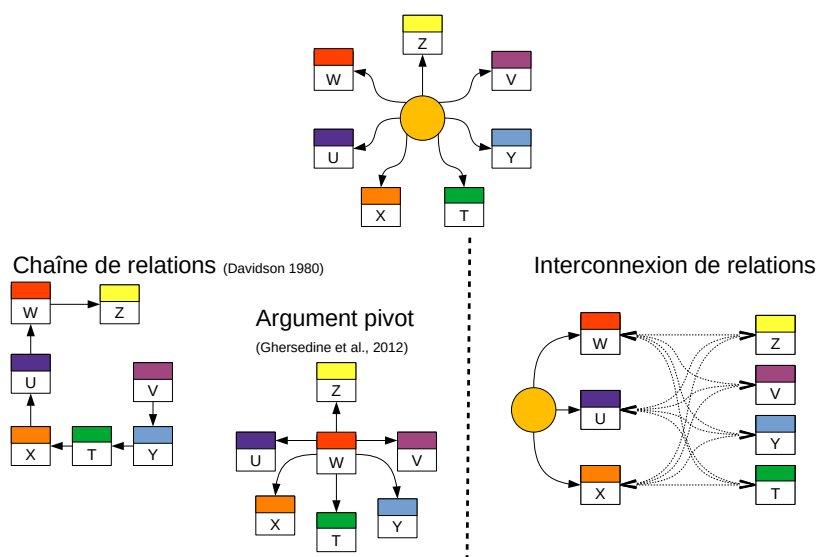 Z
W
V
U
Y
X
T
Chaîne de relations (Davidson 1980)
W
Z
U
V
X
T
Y
Argument pivot
(Ghersedine et al., 2012)
Z
U
W
V
X
T
Y
Interconnexion de relations
W
Z
V
U
Y
X
T